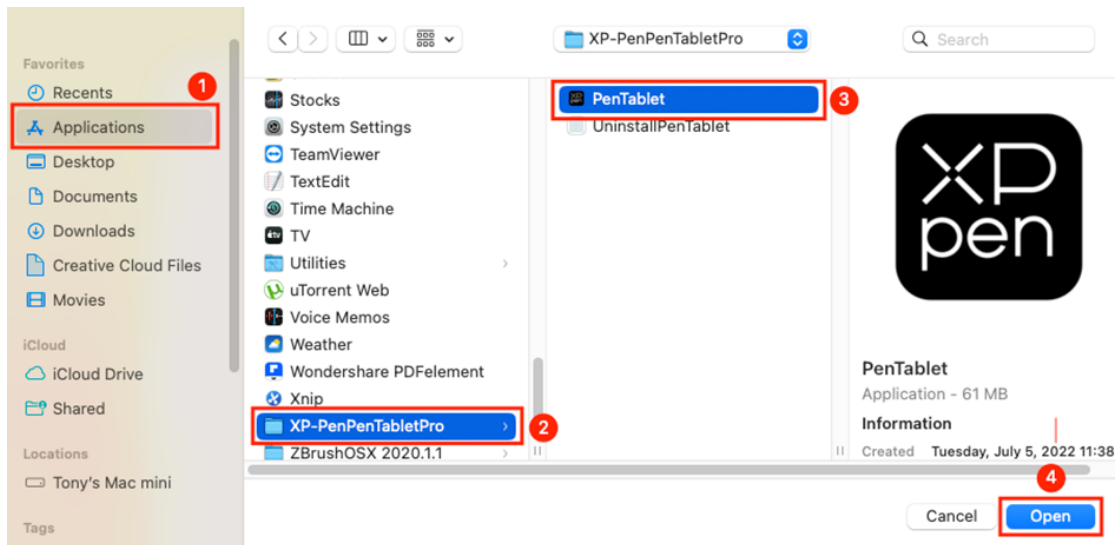 XP-PenPenTabletPro
Search
Favorites
Recents
1
Applications
Desktop
Documents
Downloads
Creative Cloud Files
Movies
iCloud
iCloud Drive
Shared
Locations
Tony's Mac mini
Tags
Stocks
System Settings
TeamViewer
TextEdit
Time Machine
tv
TV
Utilities
uTorrent Web
Voice Memos
Weather
Wondershare PDFelement
Xnip
XP-PenPenTabletPro
2
ZBrushOSX 2020.1.1
PenTablet
3
UninstallPenTablet
XP
pen
PenTablet
Application - 61 MB
Information
Created Tuesday, July 5, 2022 11:38
4
Cancel
Open